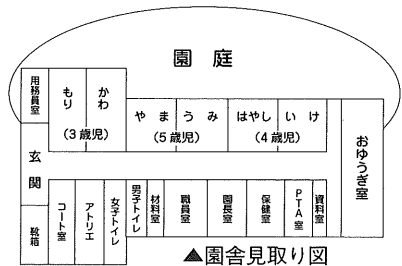 園庭
用務員室
もり
かわ
(3歳児)
やま
うみ
(5歳児)
はやし
いけ
(4歳児)
おゆうぎ室
玄関
靴箱
コート室
アトリエ
女子トイレ
男子トイレ
材料室
職員室
園長室
保健室
PTA室
資料室
▲園舎見取り図